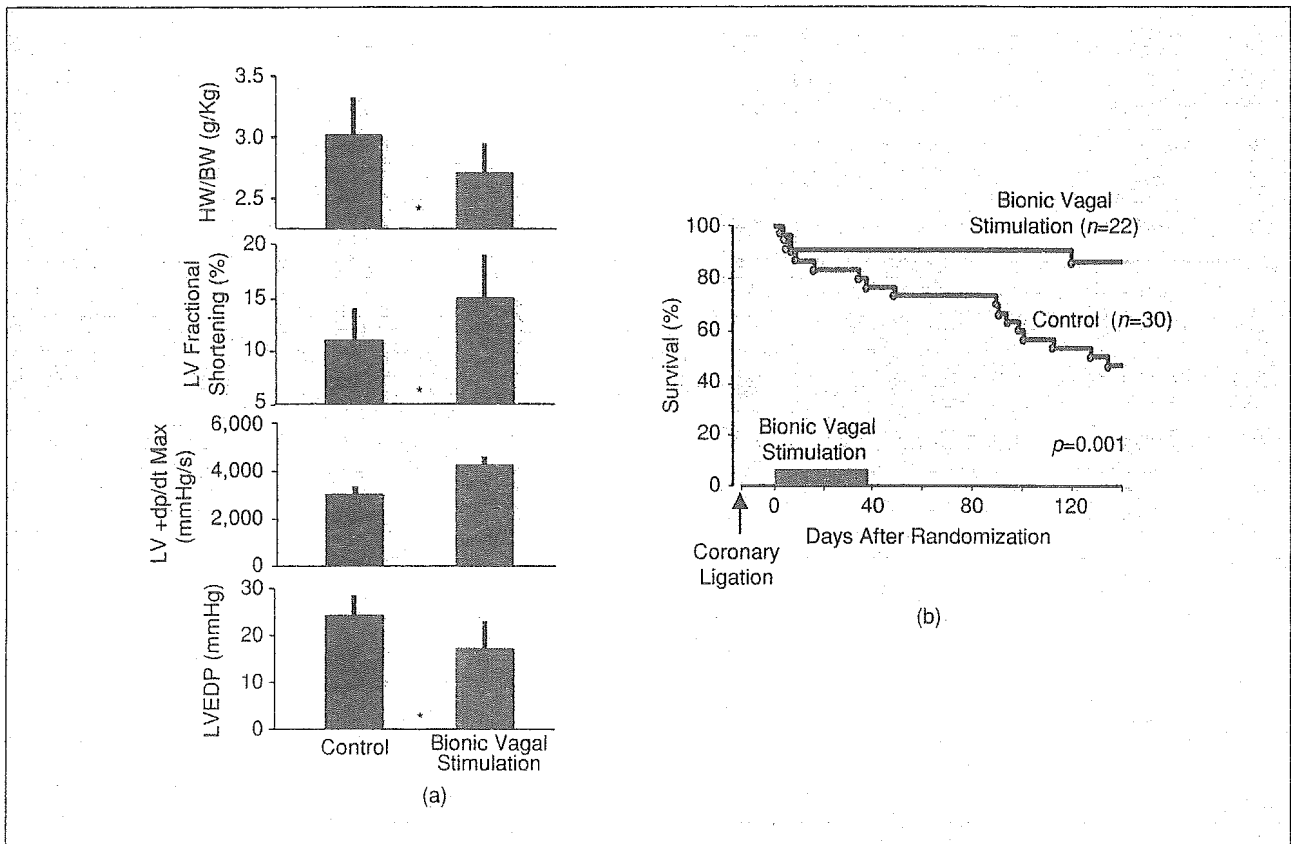 HW/BW (g/Kg)
3.5
3.0
2.5
*
LV Fractional
Shortening (%)
20
15
10
5
*
LV +dp/dt Max
(mmHg/s)
6,000
4,000
2,000
0
LVEDP (mmHg)
30
20
10
0
*
Control
Bionic Vagal
Stimulation
(a)
Bionic Vagal
Stimulation (n=22)
Control (n=30)
Survival (%)
100
80
60
40
20
0
Bionic Vagal
Stimulation
p=0.001
0 40 80 120
Days After Randomization
Coronary
Ligation
(b)